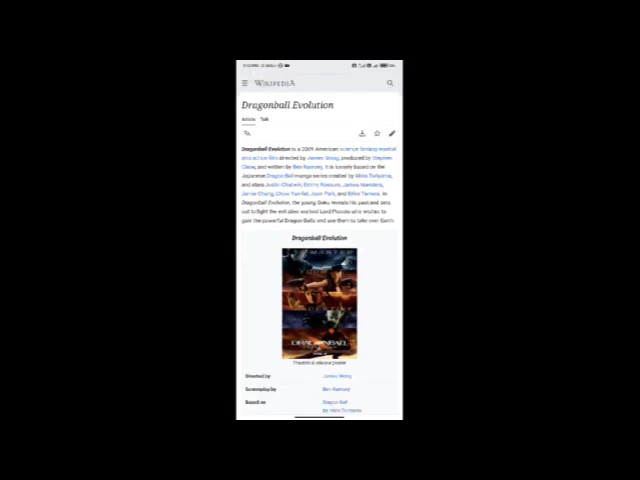 WIKIPEDIA
Dragonball Evolution
Article Talk
Dragonball Evolution is a 2009 American science fantasy martial
arts action film directed by James Wong, produced by Stephen
Chow, and written by Ben Ramsey. It is loosely based on the
Japanese Dragon Ball manga series created by Akira Toriyama,
and stars Justin Chatwin, Emmy Rossum, James Marsters,
Jamie Chung, Chow Yun-fat, Joon Park, and Eriko Tamura. In
Dragonball Evolution, the young Goku reveals his past and sets
out to fight the evil alien warlord Lord Piccolo who wishes to
gain the powerful Dragon Balls and use them to take over Earth.
Dragonball Evolution
MASTER
YOUR
DESTINY
DRAGONBALL
Theatrical release poster
Directed by James Wong
Screenplay by Ben Ramsey
Based on Dragon Ball
by Akira Toriyama